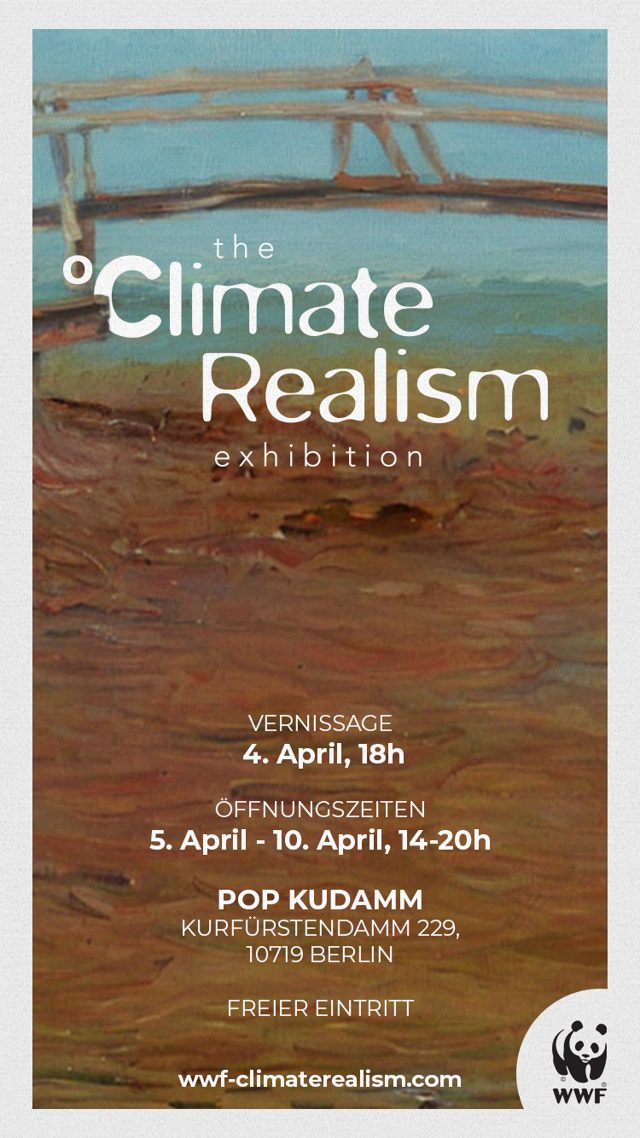 the
°Climate
Realism
exhibition
VERNISSAGE
4. April, 18h
ÖFFNUNGSZEITEN
5. April - 10. April, 14-20h
POP KUDAMM
KURFÜRSTENDAMM 229,
10719 BERLIN
FREIER EINTRITT
wwf-climaterealism.com
© ®
WWF